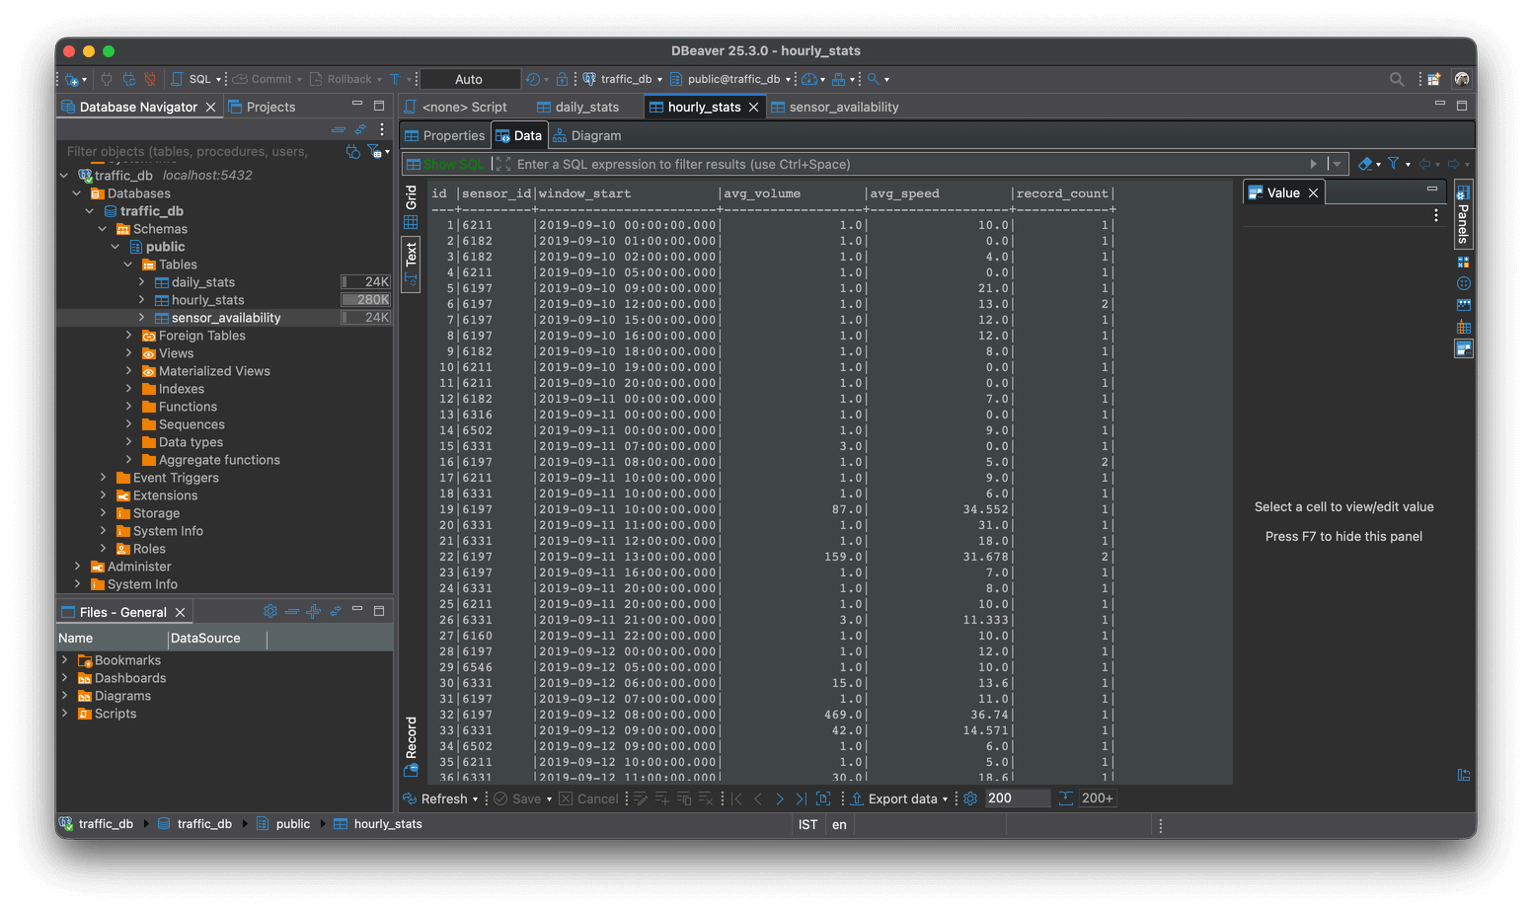 DBeaver 25.3.0 - hourly_stats
SQL Commit Rollback T Auto traffic_db public@traffic_db
Database Navigator Projects
<none> Script daily_stats hourly_stats sensor_availability
Properties Data Diagram
Filter objects (tables, procedures, users,
Show SQL Enter a SQL expression to filter results (use Ctrl+Space)
traffic_db localhost:5432
Databases
traffic_db
Schemas
public
Tables
daily_stats 24K
hourly_stats 280K
sensor_availability 24K
Foreign Tables
Views
Materialized Views
Indexes
Functions
Sequences
Data types
Aggregate functions
Event Triggers
Extensions
Storage
System Info
Roles
Administer
System Info
Files - General
Name DataSource
Bookmarks
Dashboards
Diagrams
Scripts
Grid
Text
Record
id |sensor_id|window_start |avg_volume |avg_speed |record_count|
---+---------+-----------------------+------------------+-----------------+------------+
1|6211 |2019-09-10 00:00:00.000| 1.0| 10.0| 1|
2|6182 |2019-09-10 01:00:00.000| 1.0| 0.0| 1|
3|6182 |2019-09-10 02:00:00.000| 1.0| 4.0| 1|
4|6211 |2019-09-10 05:00:00.000| 1.0| 0.0| 1|
5|6197 |2019-09-10 09:00:00.000| 1.0| 21.0| 1|
6|6197 |2019-09-10 12:00:00.000| 1.0| 13.0| 2|
7|6197 |2019-09-10 15:00:00.000| 1.0| 12.0| 1|
8|6197 |2019-09-10 16:00:00.000| 1.0| 12.0| 1|
9|6182 |2019-09-10 18:00:00.000| 1.0| 8.0| 1|
10|6211 |2019-09-10 19:00:00.000| 1.0| 0.0| 1|
11|6211 |2019-09-10 20:00:00.000| 1.0| 0.0| 1|
12|6182 |2019-09-11 00:00:00.000| 1.0| 7.0| 1|
13|6316 |2019-09-11 00:00:00.000| 1.0| 0.0| 1|
14|6502 |2019-09-11 00:00:00.000| 1.0| 9.0| 1|
15|6331 |2019-09-11 07:00:00.000| 3.0| 0.0| 1|
16|6197 |2019-09-11 08:00:00.000| 1.0| 5.0| 2|
17|6211 |2019-09-11 10:00:00.000| 1.0| 9.0| 1|
18|6331 |2019-09-11 10:00:00.000| 1.0| 6.0| 1|
19|6197 |2019-09-11 10:00:00.000| 87.0| 34.552| 1|
20|6331 |2019-09-11 11:00:00.000| 1.0| 31.0| 1|
21|6331 |2019-09-11 12:00:00.000| 1.0| 18.0| 1|
22|6197 |2019-09-11 13:00:00.000| 159.0| 31.678| 2|
23|6197 |2019-09-11 16:00:00.000| 1.0| 7.0| 1|
24|6331 |2019-09-11 20:00:00.000| 1.0| 8.0| 1|
25|6211 |2019-09-11 20:00:00.000| 1.0| 10.0| 1|
26|6331 |2019-09-11 21:00:00.000| 3.0| 11.333| 1|
27|6160 |2019-09-11 22:00:00.000| 1.0| 10.0| 1|
28|6197 |2019-09-12 00:00:00.000| 1.0| 12.0| 1|
29|6546 |2019-09-12 05:00:00.000| 1.0| 10.0| 1|
30|6331 |2019-09-12 06:00:00.000| 15.0| 13.6| 1|
31|6197 |2019-09-12 07:00:00.000| 1.0| 11.0| 1|
32|6197 |2019-09-12 08:00:00.000| 469.0| 36.74| 1|
33|6331 |2019-09-12 09:00:00.000| 42.0| 14.571| 1|
34|6502 |2019-09-12 09:00:00.000| 1.0| 6.0| 1|
35|6211 |2019-09-12 10:00:00.000| 1.0| 5.0| 1|
36|6331 |2019-09-12 11:00:00.000| 30.0| 18.6| 1|
Value
Select a cell to view/edit value
Press F7 to hide this panel
Panels
Refresh Save Cancel Export data 200 200+
traffic_db traffic_db public hourly_stats IST en